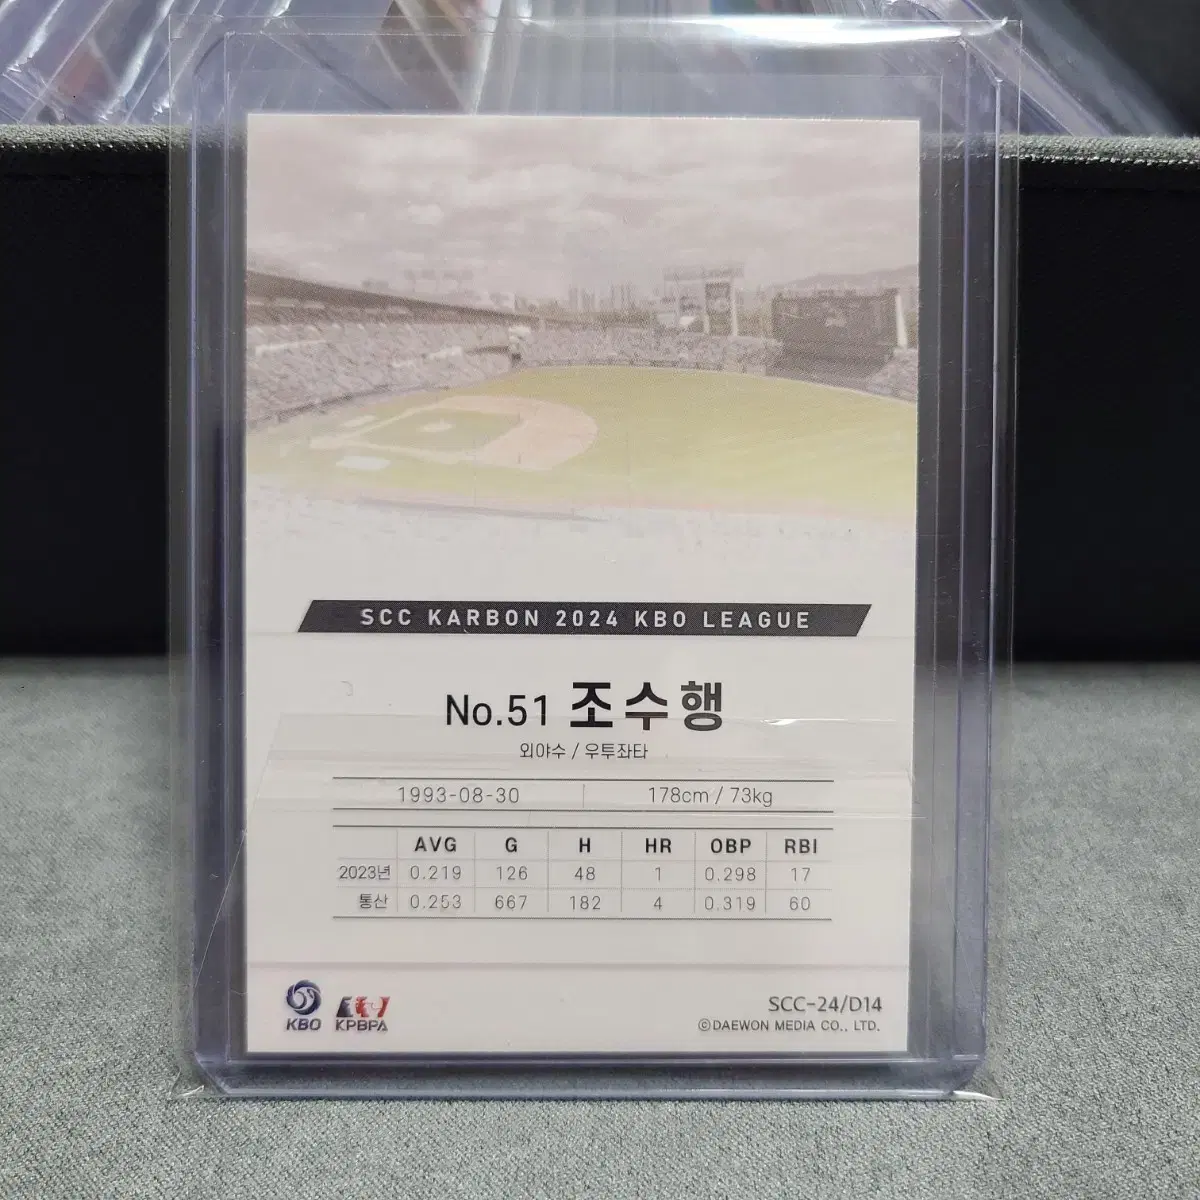 SCC KARBON 2024 KBO LEAGUE
No.51 조수행
외야수 / 우투좌타
1993-08-30 178cm / 73kg
AVG G H HR OBP RBI
2023년 0.219 126 48 1 0.298 17
통산 0.253 667 182 4 0.319 60
KBO KPBPA
SCC-24/D14
©DAEWON MEDIA CO., LTD.